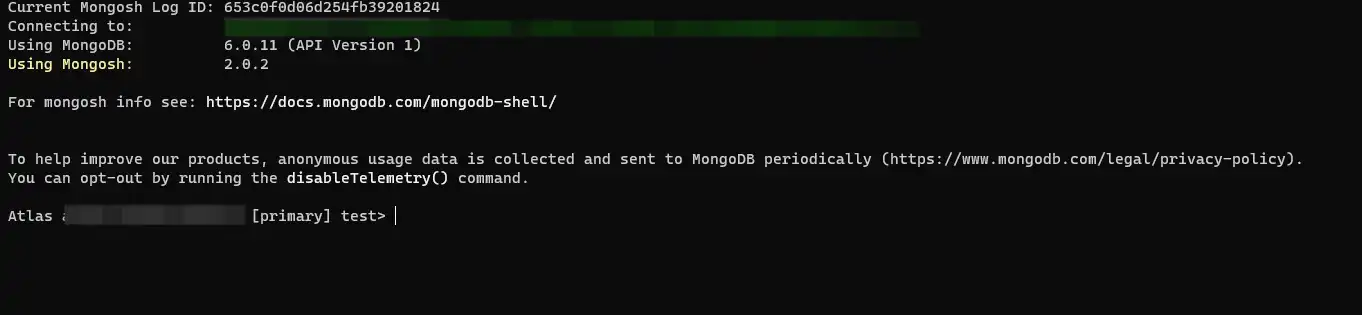 Current Mongosh Log ID: 653c0f0d06d254fb39201824
Connecting to:
Using MongoDB: 6.0.11 (API Version 1)
Using Mongosh: 2.0.2
For mongosh info see: https://docs.mongodb.com/mongodb-shell/
To help improve our products, anonymous usage data is collected and sent to MongoDB periodically (https://www.mongodb.com/legal/privacy-policy).
You can opt-out by running the disableTelemetry() command.
Atlas [primary] test>